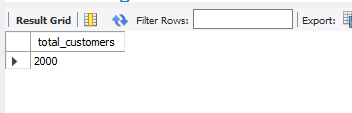 Result Grid Filter Rows: Export:
total_customers
2000